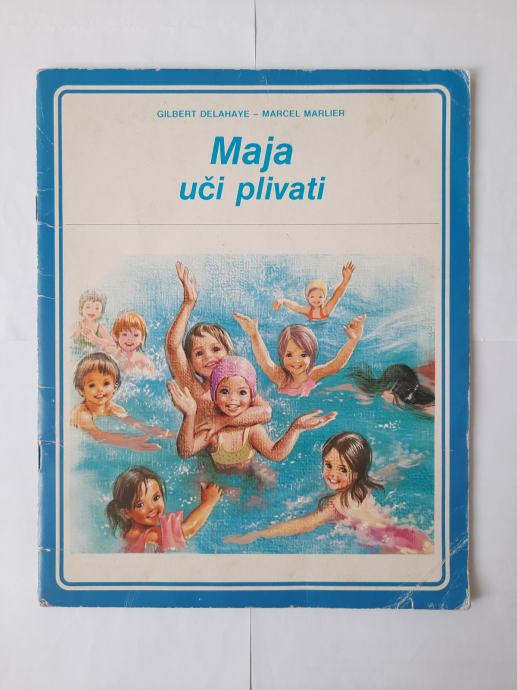 GILBERT DELAHAYE – MARCEL MARLIER
Maja
uči plivati